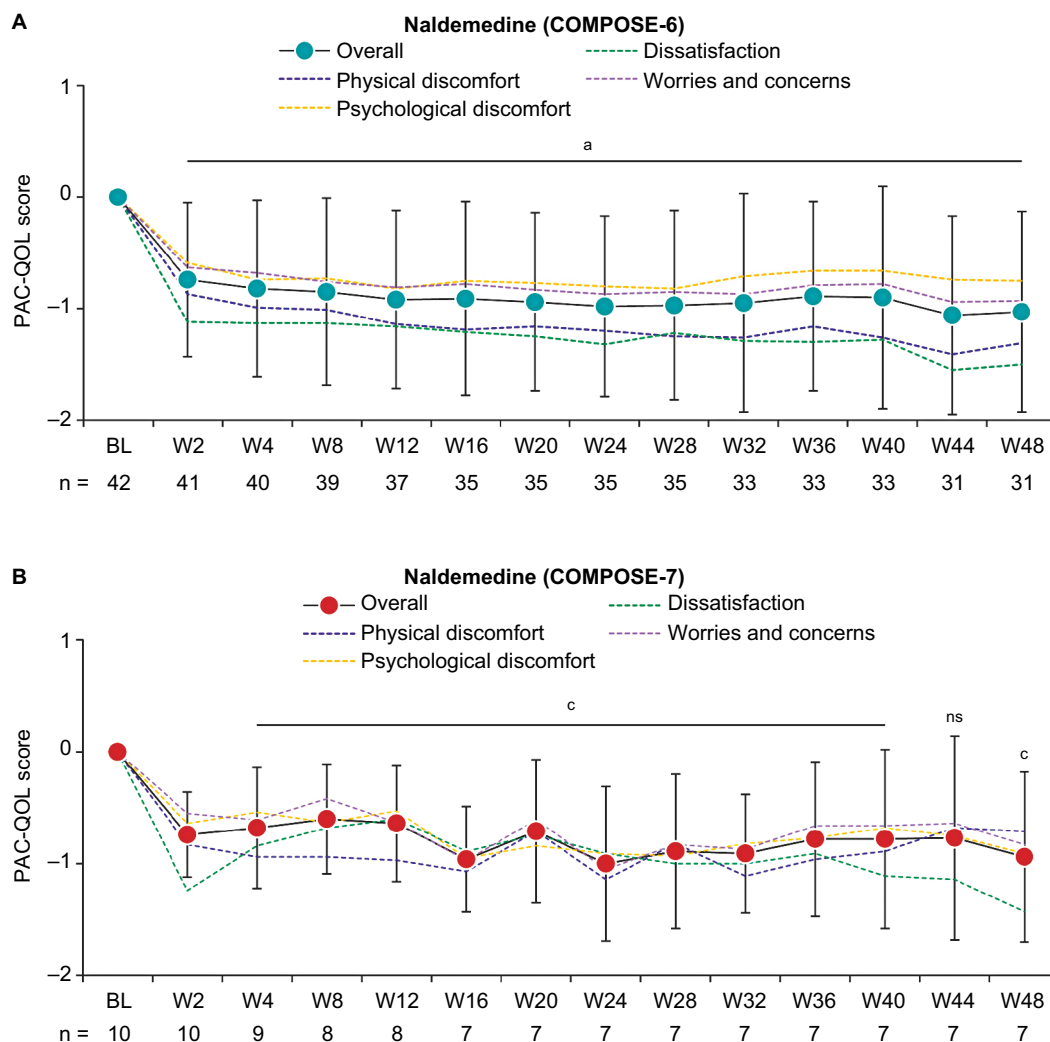 A
Naldemedine (COMPOSE-6)
Overall
Dissatisfaction
Physical discomfort
Worries and concerns
Psychological discomfort
1
a
0
–1
–2
PAC-QOL score
BL W2 W4 W8 W12 W16 W20 W24 W28 W32 W36 W40 W44 W48
n = 42 41 40 39 37 35 35 35 35 33 33 33 31 31
B
Naldemedine (COMPOSE-7)
Overall
Dissatisfaction
Physical discomfort
Worries and concerns
Psychological discomfort
1
c
ns
c
0
–1
–2
PAC-QOL score
BL W2 W4 W8 W12 W16 W20 W24 W28 W32 W36 W40 W44 W48
n = 10 10 9 8 8 7 7 7 7 7 7 7 7 7